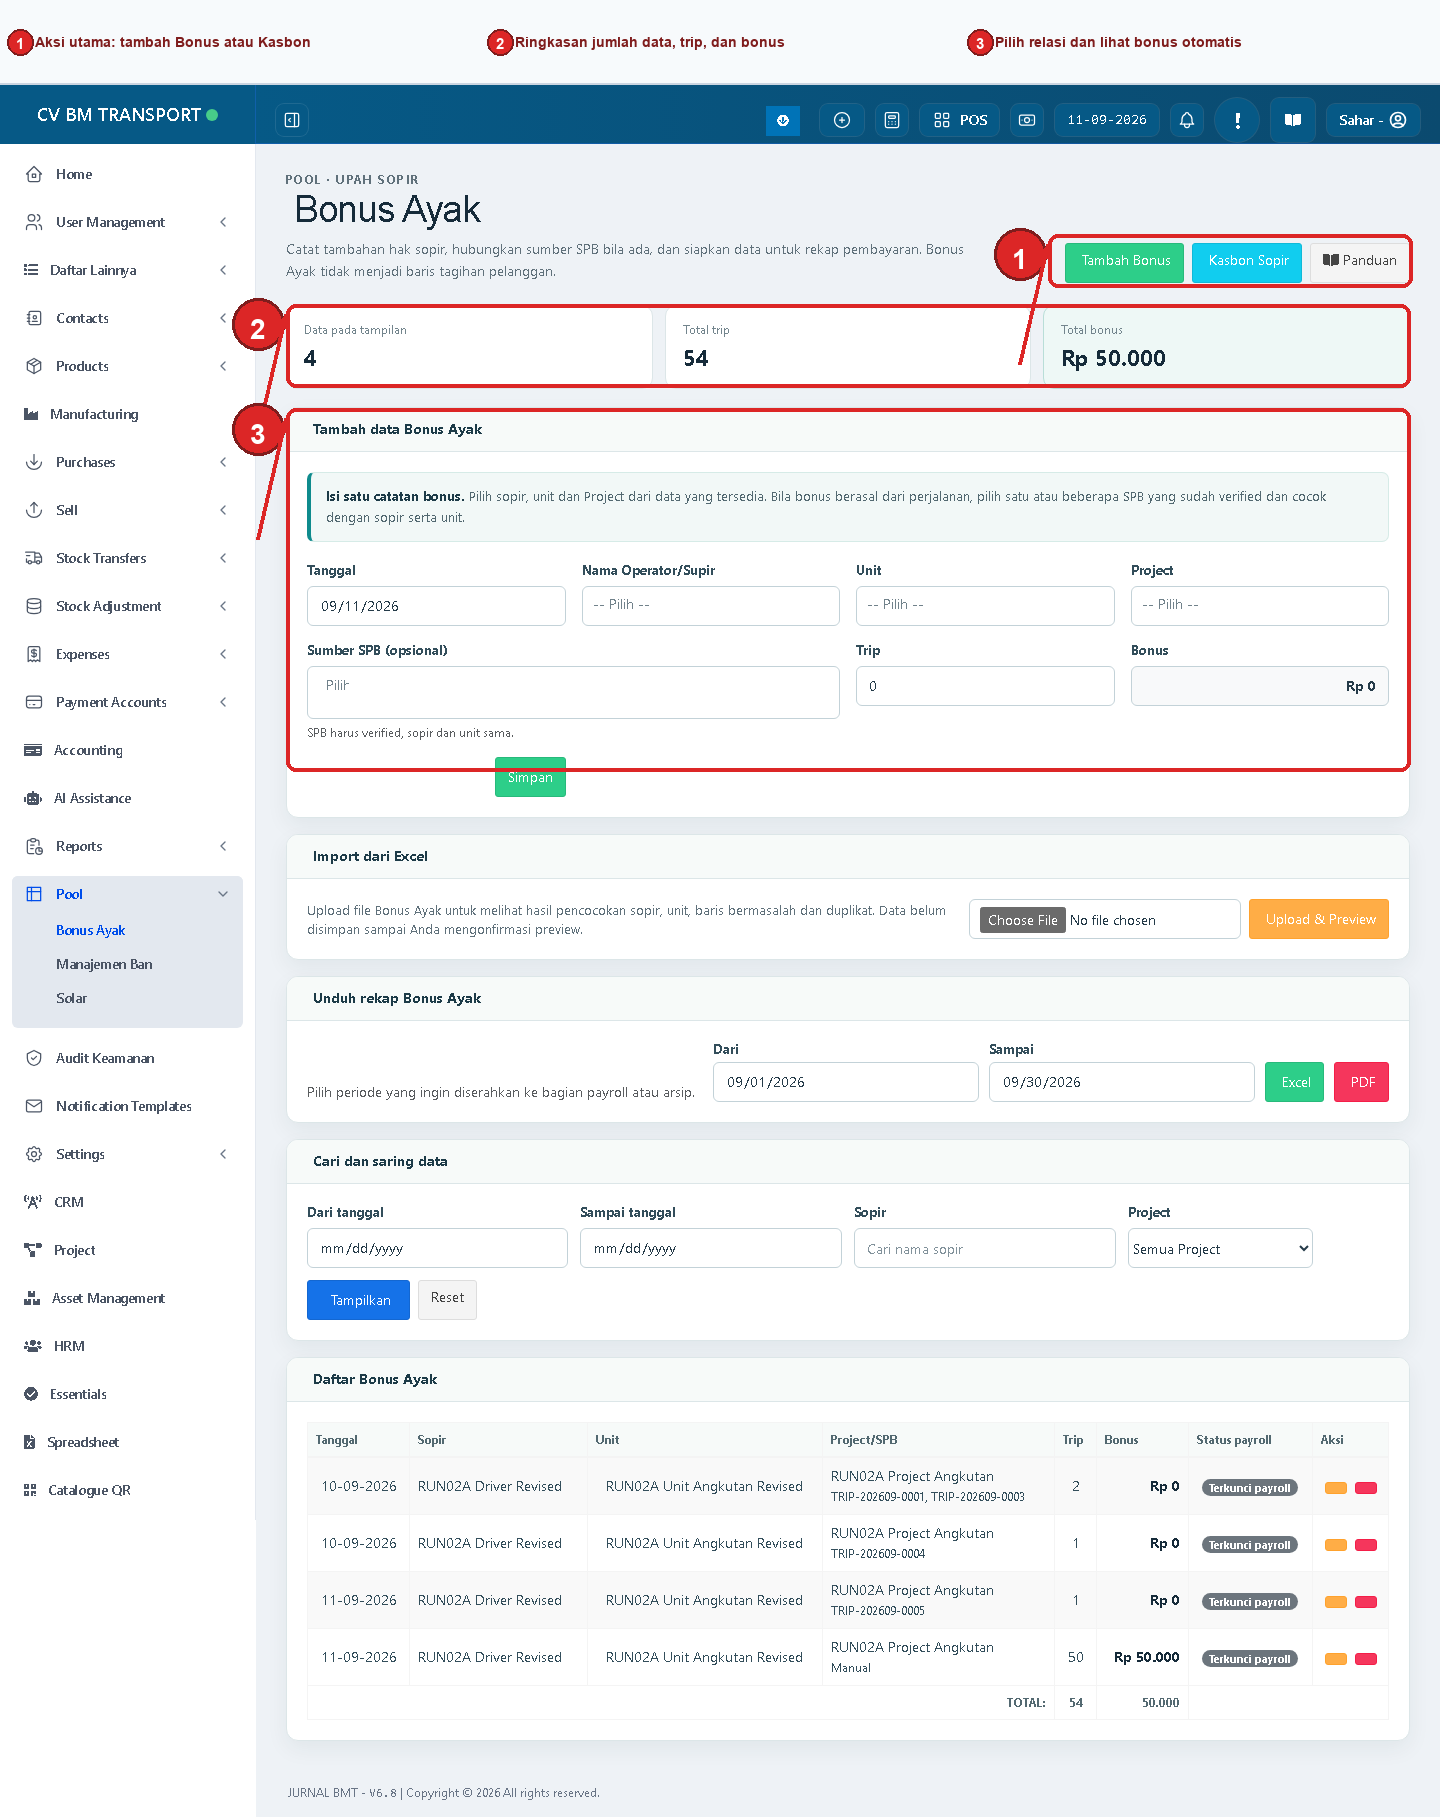 1 Aksi utama: tambah Bonus atau Kasbon
2 Ringkasan jumlah data, trip, dan bonus
3 Pilih relasi dan lihat bonus otomatis
CV BM TRANSPORT
POS
11-09-2026
Sahar -
Home
User Management
Daftar Lainnya
Contacts
Products
Manufacturing
Purchases
Sell
Stock Transfers
Stock Adjustment
Expenses
Payment Accounts
Accounting
AI Assistance
Reports
Pool
Bonus Ayak
Manajemen Ban
Solar
Audit Keamanan
Notification Templates
Settings
CRM
Project
Asset Management
HRM
Essentials
Spreadsheet
Catalogue QR
POOL · UPAH SOPIR
Bonus Ayak
Catat tambahan hak sopir, hubungkan sumber SPB bila ada, dan siapkan data untuk rekap pembayaran. Bonus
Ayak tidak menjadi baris tagihan pelanggan.
1
Tambah Bonus
Kasbon Sopir
Panduan
2
Data pada tampilan
4
Total trip
54
Total bonus
Rp 50.000
3
Tambah data Bonus Ayak
Isi satu catatan bonus. Pilih sopir, unit dan Project dari data yang tersedia. Bila bonus berasal dari perjalanan, pilih satu atau beberapa SPB yang sudah verified dan cocok
dengan sopir serta unit.
Tanggal Nama Operator/Supir Unit Project
09/11/2026 -- Pilih -- -- Pilih -- -- Pilih --
Sumber SPB (opsional) Trip Bonus
Pilih 0 Rp 0
SPB harus verified, sopir dan unit sama.
Simpan
Import dari Excel
Upload file Bonus Ayak untuk melihat hasil pencocokan sopir, unit, baris bermasalah dan duplikat. Data belum
disimpan sampai Anda mengonfirmasi preview.
Choose File No file chosen
Upload & Preview
Unduh rekap Bonus Ayak
Pilih periode yang ingin diserahkan ke bagian payroll atau arsip.
Dari Sampai
09/01/2026 09/30/2026 Excel PDF
Cari dan saring data
Dari tanggal Sampai tanggal Sopir Project
mm/dd/yyyy mm/dd/yyyy Cari nama sopir Semua Project
Tampilkan Reset
Daftar Bonus Ayak
Tanggal Sopir Unit Project/SPB Trip Bonus Status payroll Aksi
10-09-2026 RUN02A Driver Revised RUN02A Unit Angkutan Revised RUN02A Project Angkutan 2 Rp 0 Terkunci payroll
TRIP-202609-0001, TRIP-202609-0003
10-09-2026 RUN02A Driver Revised RUN02A Unit Angkutan Revised RUN02A Project Angkutan 1 Rp 0 Terkunci payroll
TRIP-202609-0004
11-09-2026 RUN02A Driver Revised RUN02A Unit Angkutan Revised RUN02A Project Angkutan 1 Rp 0 Terkunci payroll
TRIP-202609-0005
11-09-2026 RUN02A Driver Revised RUN02A Unit Angkutan Revised RUN02A Project Angkutan 50 Rp 50.000 Terkunci payroll
Manual
TOTAL: 54 50.000
JURNAL BMT - V6.8 | Copyright © 2026 All rights reserved.